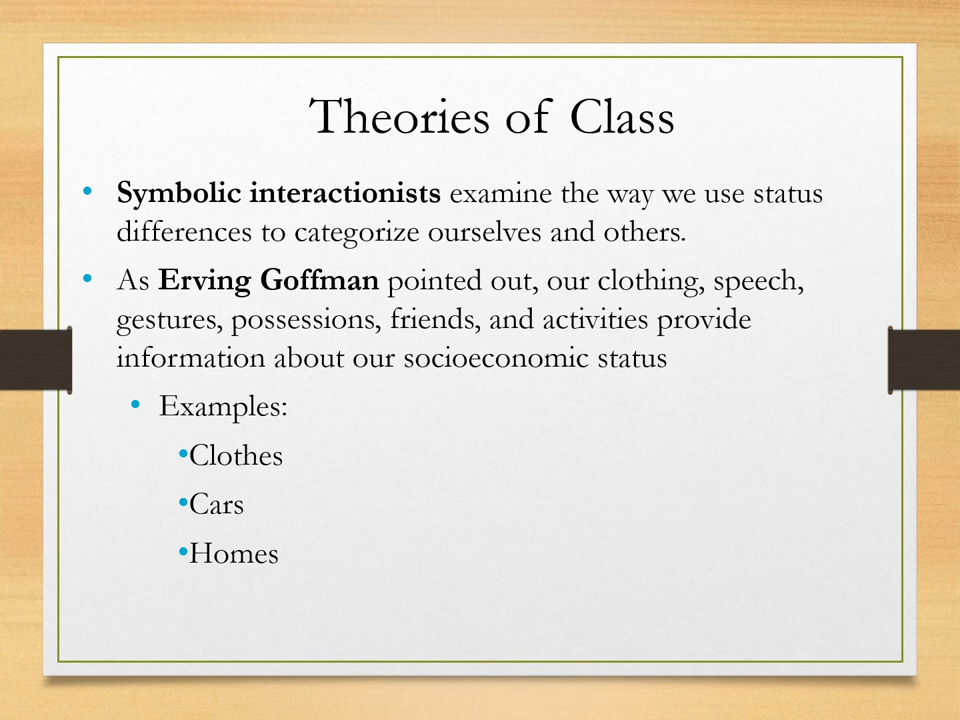 Theories of Class
• Symbolic interactionists examine the way we use status
differences to categorize ourselves and others.
• As Erving Goffman pointed out, our clothing, speech,
gestures, possessions, friends, and activities provide
information about our socioeconomic status
• Examples:
•Clothes
•Cars
•Homes